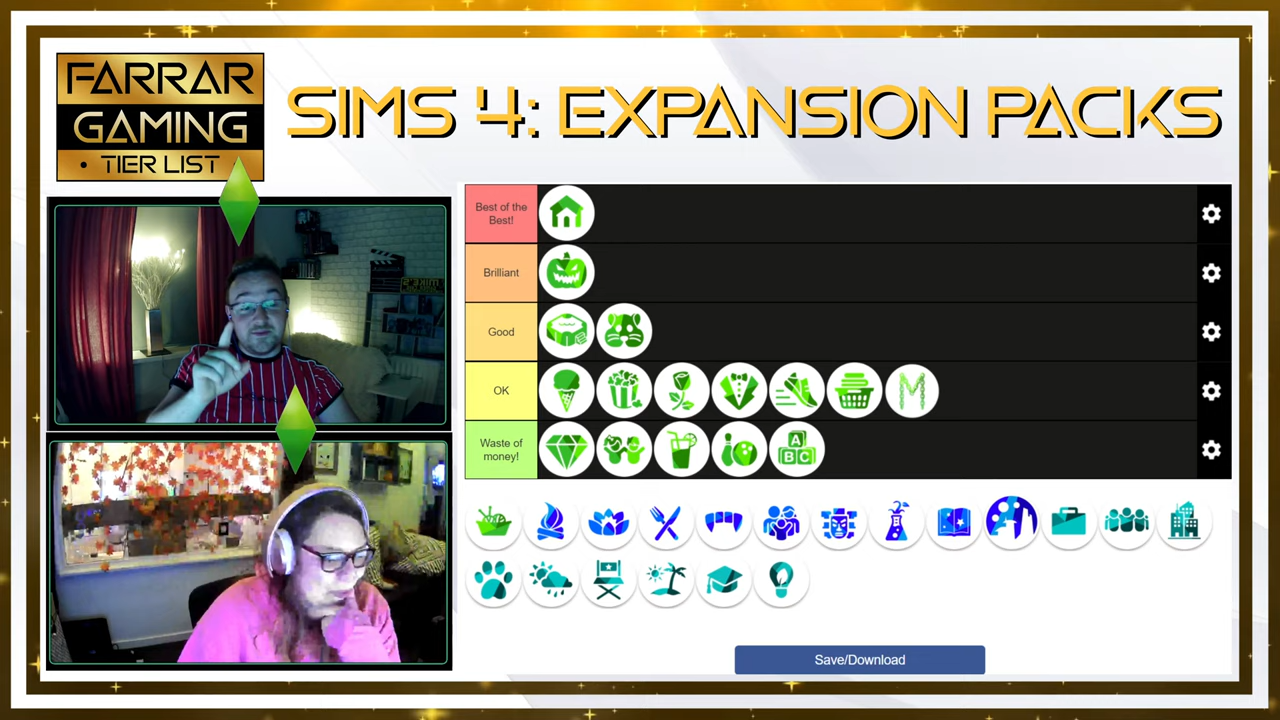 FARRAR
GAMING
• TIER LIST
SIMS 4: EXPANSION PACKS
Best of the
Best!
Brilliant
Good
OK
M
Waste of
money!
A
B C
Save/Download